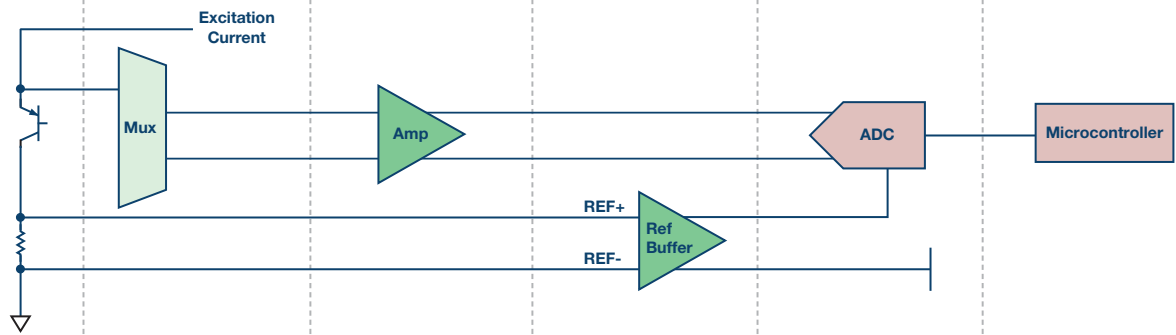 Excitation
Current
Mux
Amp
ADC
Microcontroller
REF+
Ref
Buffer
REF-